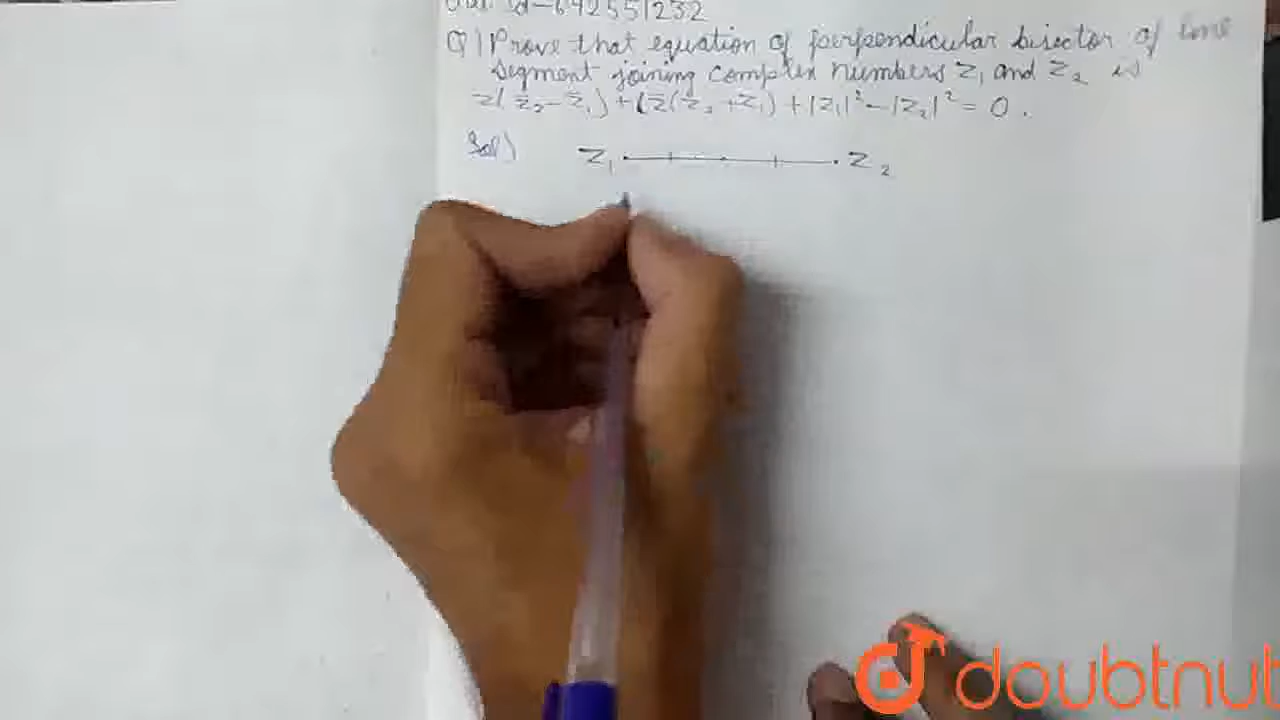 Q1 Prove that equation of perpendicular bisector of line
segment joining complex numbers z₁ and z₂ is
z(z̄₂ - z̄₁) + (z̄(z₂ + z₁) + |z₁|² - |z₂|² = 0.
Sol) z₁ z₂
doubtnut